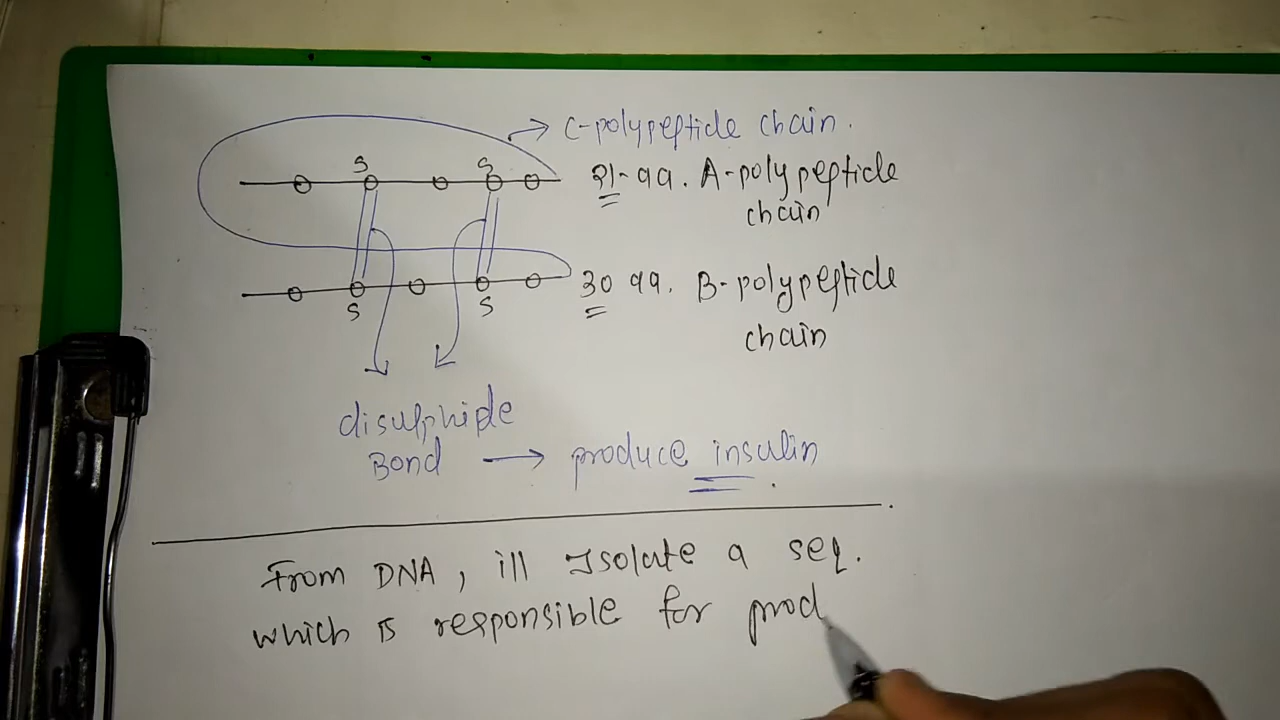 → C-polypeptide chain.
S S
21-aa. A-polypeptide
chain
30 aa. B-polypeptide
chain
S S
disulphide
Bond → produce insulin.
From DNA, ill Isolate a seq.
which is responsible for prod